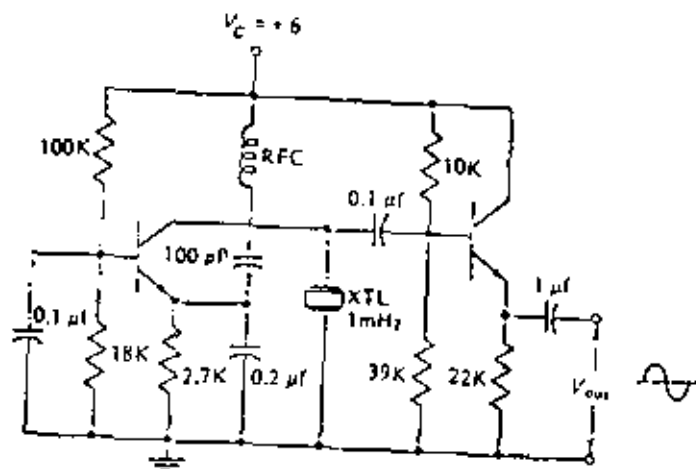 V_C = + 6
100K
RFC
10K
0.1 μf
100 pF
XTL
1mHz
0.1 μf
18K
2.7K
0.2 μf
39K
22K
1 μf
V_out